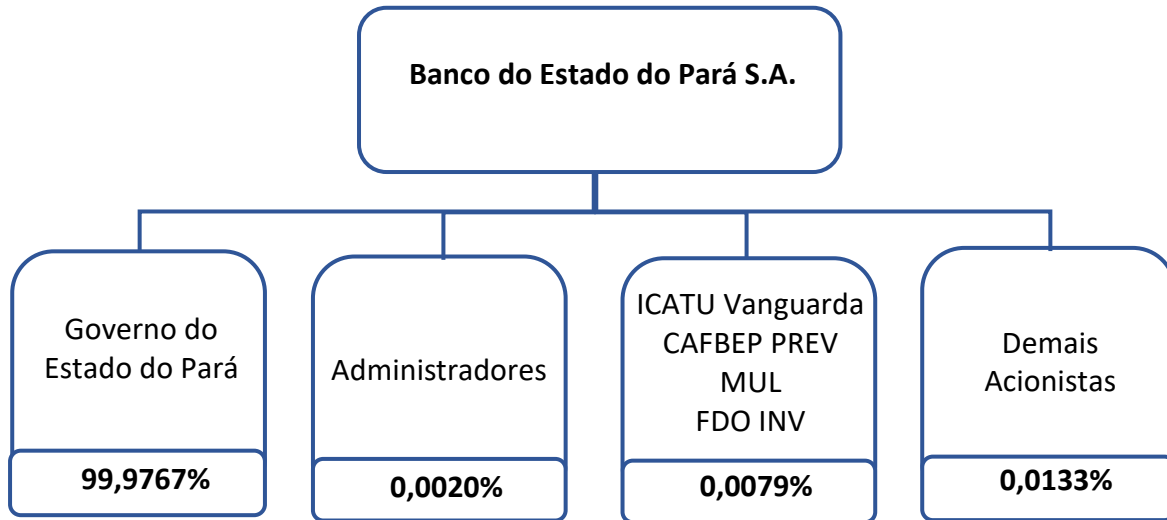 Banco do Estado do Pará S.A.
Governo do
Estado do Pará
99,9767%
Administradores
0,0020%
ICATU Vanguarda
CAFBEP PREV
MUL
FDO INV
0,0079%
Demais
Acionistas
0,0133%